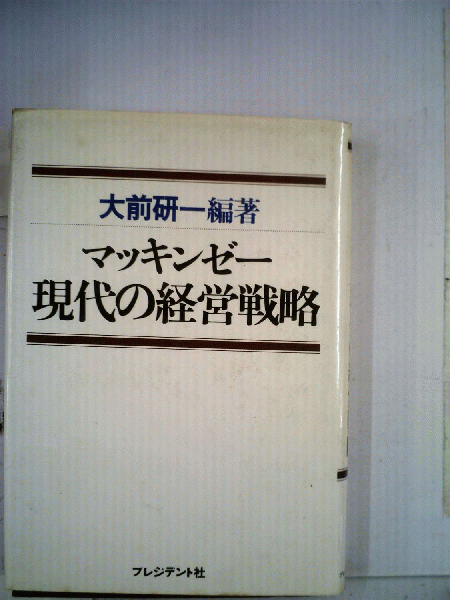 大前研一編著
マッキンゼー
現代の経営戦略
プレジデント社